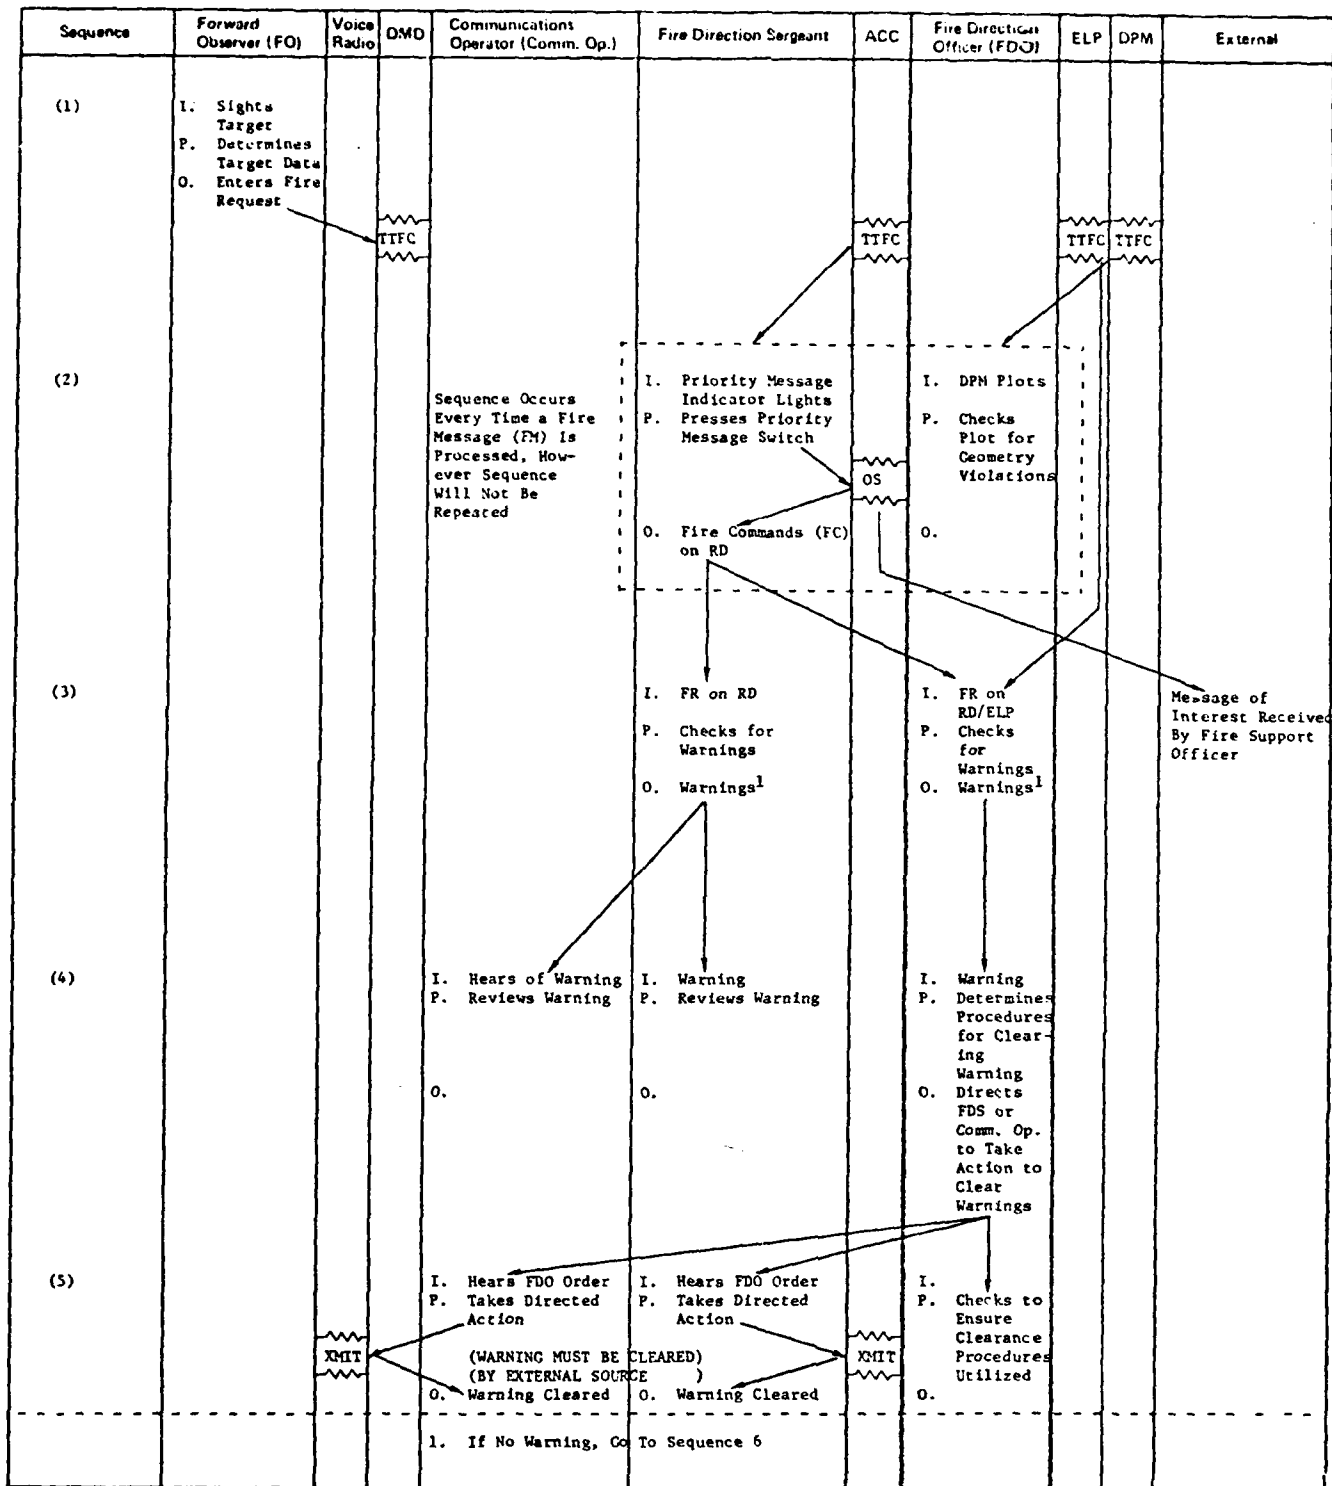 Sequence
Forward
Observer (FO)
Voice
Radio
DMD
Communications
Operator (Comm. Op.)
Fire Direction Sergeant
ACC
Fire Direction
Officer (FDO)
ELP
DPM
External
(1)
I. Sights
Target
P. Determines
Target Data
O. Enters Fire
Request
TTFC
TTFC
TTFC
TTFC
(2)
Sequence Occurs
Every Time a Fire
Message (FM) Is
Processed, How-
ever Sequence
Will Not Be
Repeated
I. Priority Message
Indicator Lights
P. Presses Priority
Message Switch
OS
O. Fire Commands (FC)
on RD
I. DPM Plots
P. Checks
Plot for
Geometry
Violations
O.
(3)
I. FR on RD
P. Checks for
Warnings
O. Warnings1
I. FR on
RD/ELP
P. Checks
for
Warnings
O. Warnings1
Message of
Interest Received
By Fire Support
Officer
(4)
I. Hears of Warning
P. Reviews Warning
O.
I. Warning
P. Reviews Warning
O.
I. Warning
P. Determines
Procedures
for Clear-
ing
Warning
O. Directs
FDS or
Comm. Op.
to Take
Action to
Clear
Warnings
(5)
I. Hears FDO Order
P. Takes Directed
Action
I. Hears FDO Order
P. Takes Directed
Action
I.
P. Checks to
Ensure
Clearance
Procedures
Utilized
XMIT
(WARNING MUST BE CLEARED)
(BY EXTERNAL SOURCE )
XMIT
O. Warning Cleared
O. Warning Cleared
O.
1. If No Warning, Go To Sequence 6